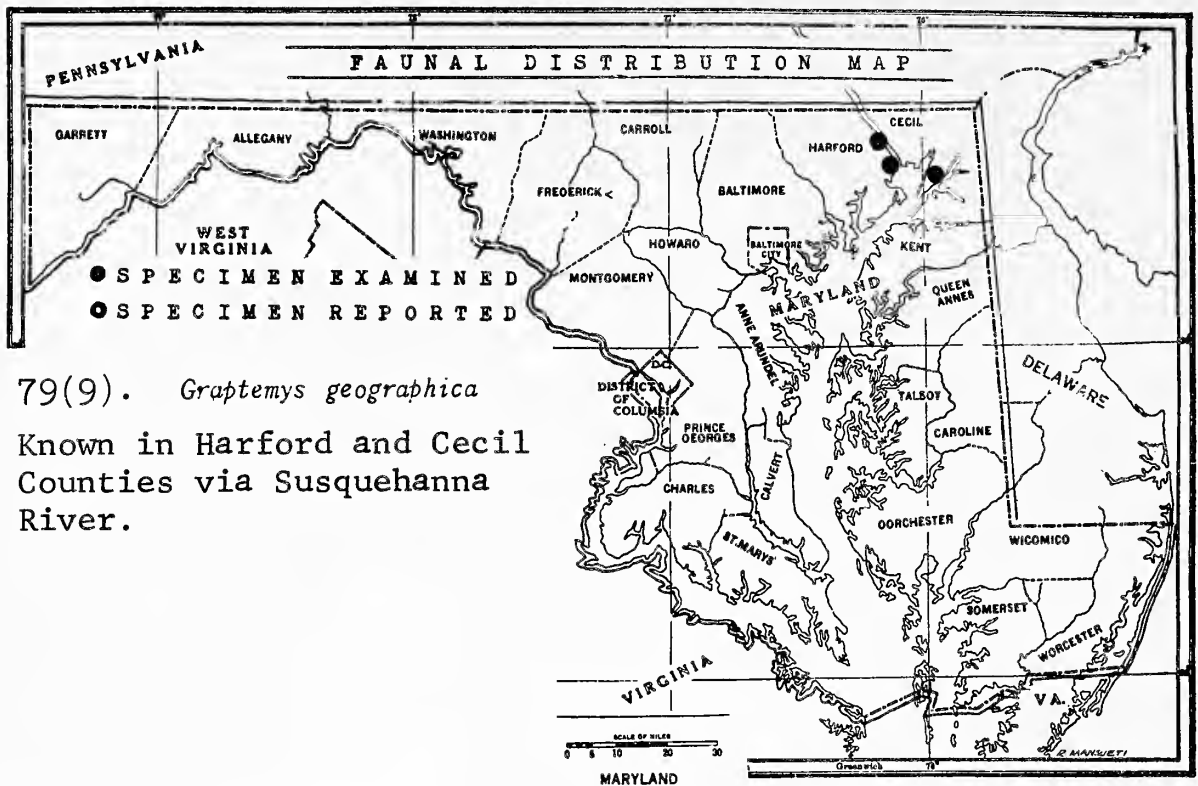 PENNSYLVANIA
FAUNAL DISTRIBUTION MAP
GARRETT
ALLEGANY
WASHINGTON
CARROLL
CECIL
HARFORD
FREDERICK
BALTIMORE
WEST
VIRGINIA
HOWARD
BALTIMORE
CITY
KENT
MONTGOMERY
MARYLAND
QUEEN
ANNES
● SPECIMEN EXAMINED
○ SPECIMEN REPORTED
ANNE ARUNDEL
D.C.
DISTRICT
OF
COLUMBIA
TALBOT
DELAWARE
79(9). Graptemys geographica
Known in Harford and Cecil
Counties via Susquehanna
River.
PRINCE
GEORGES
CALVERT
CAROLINE
CHARLES
DORCHESTER
ST. MARYS
WICOMICO
SOMERSET
WORCESTER
VIRGINIA
VA.
SCALE OF MILES
0 5 10 20 30
R. MANSUETI
Greenwich
76°
MARYLAND